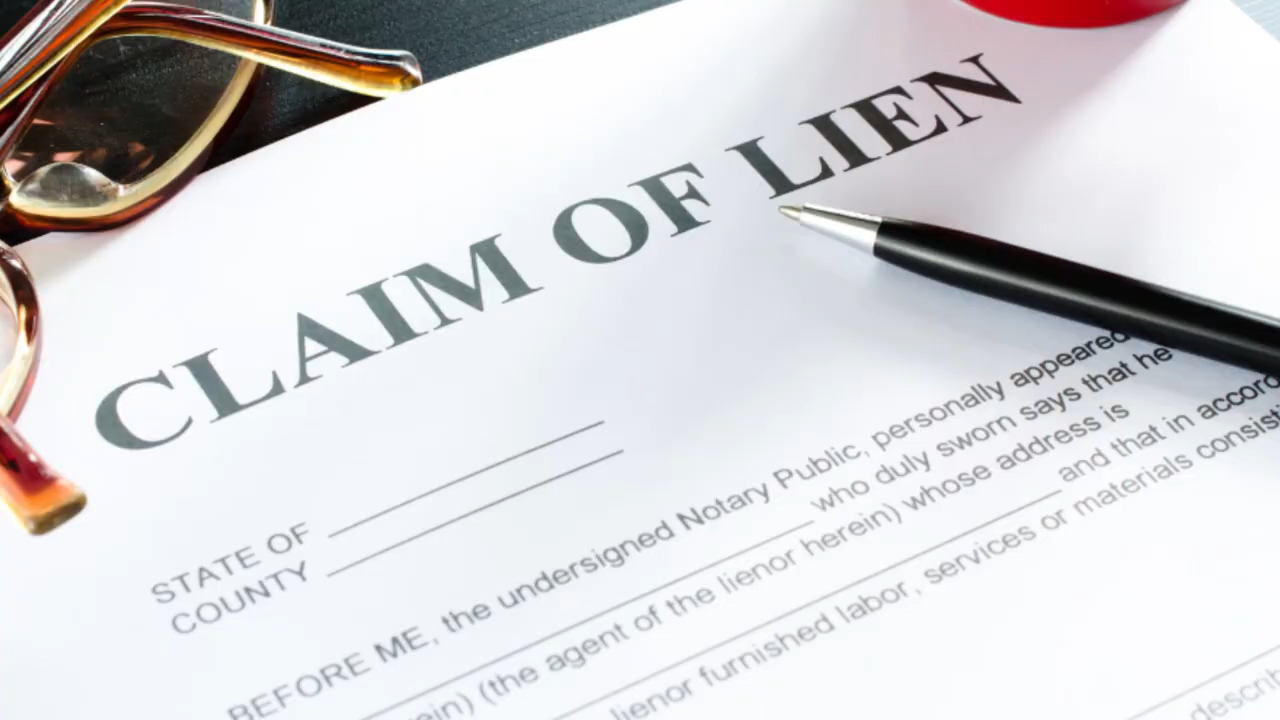 CLAIM OF LIEN
STATE OF
COUNTY
BEFORE ME, the undersigned Notary Public, personally appeared
who duly sworn says that he
(the agent of the lienor herein) whose address is
and that in
lienor furnished labor, services or materials